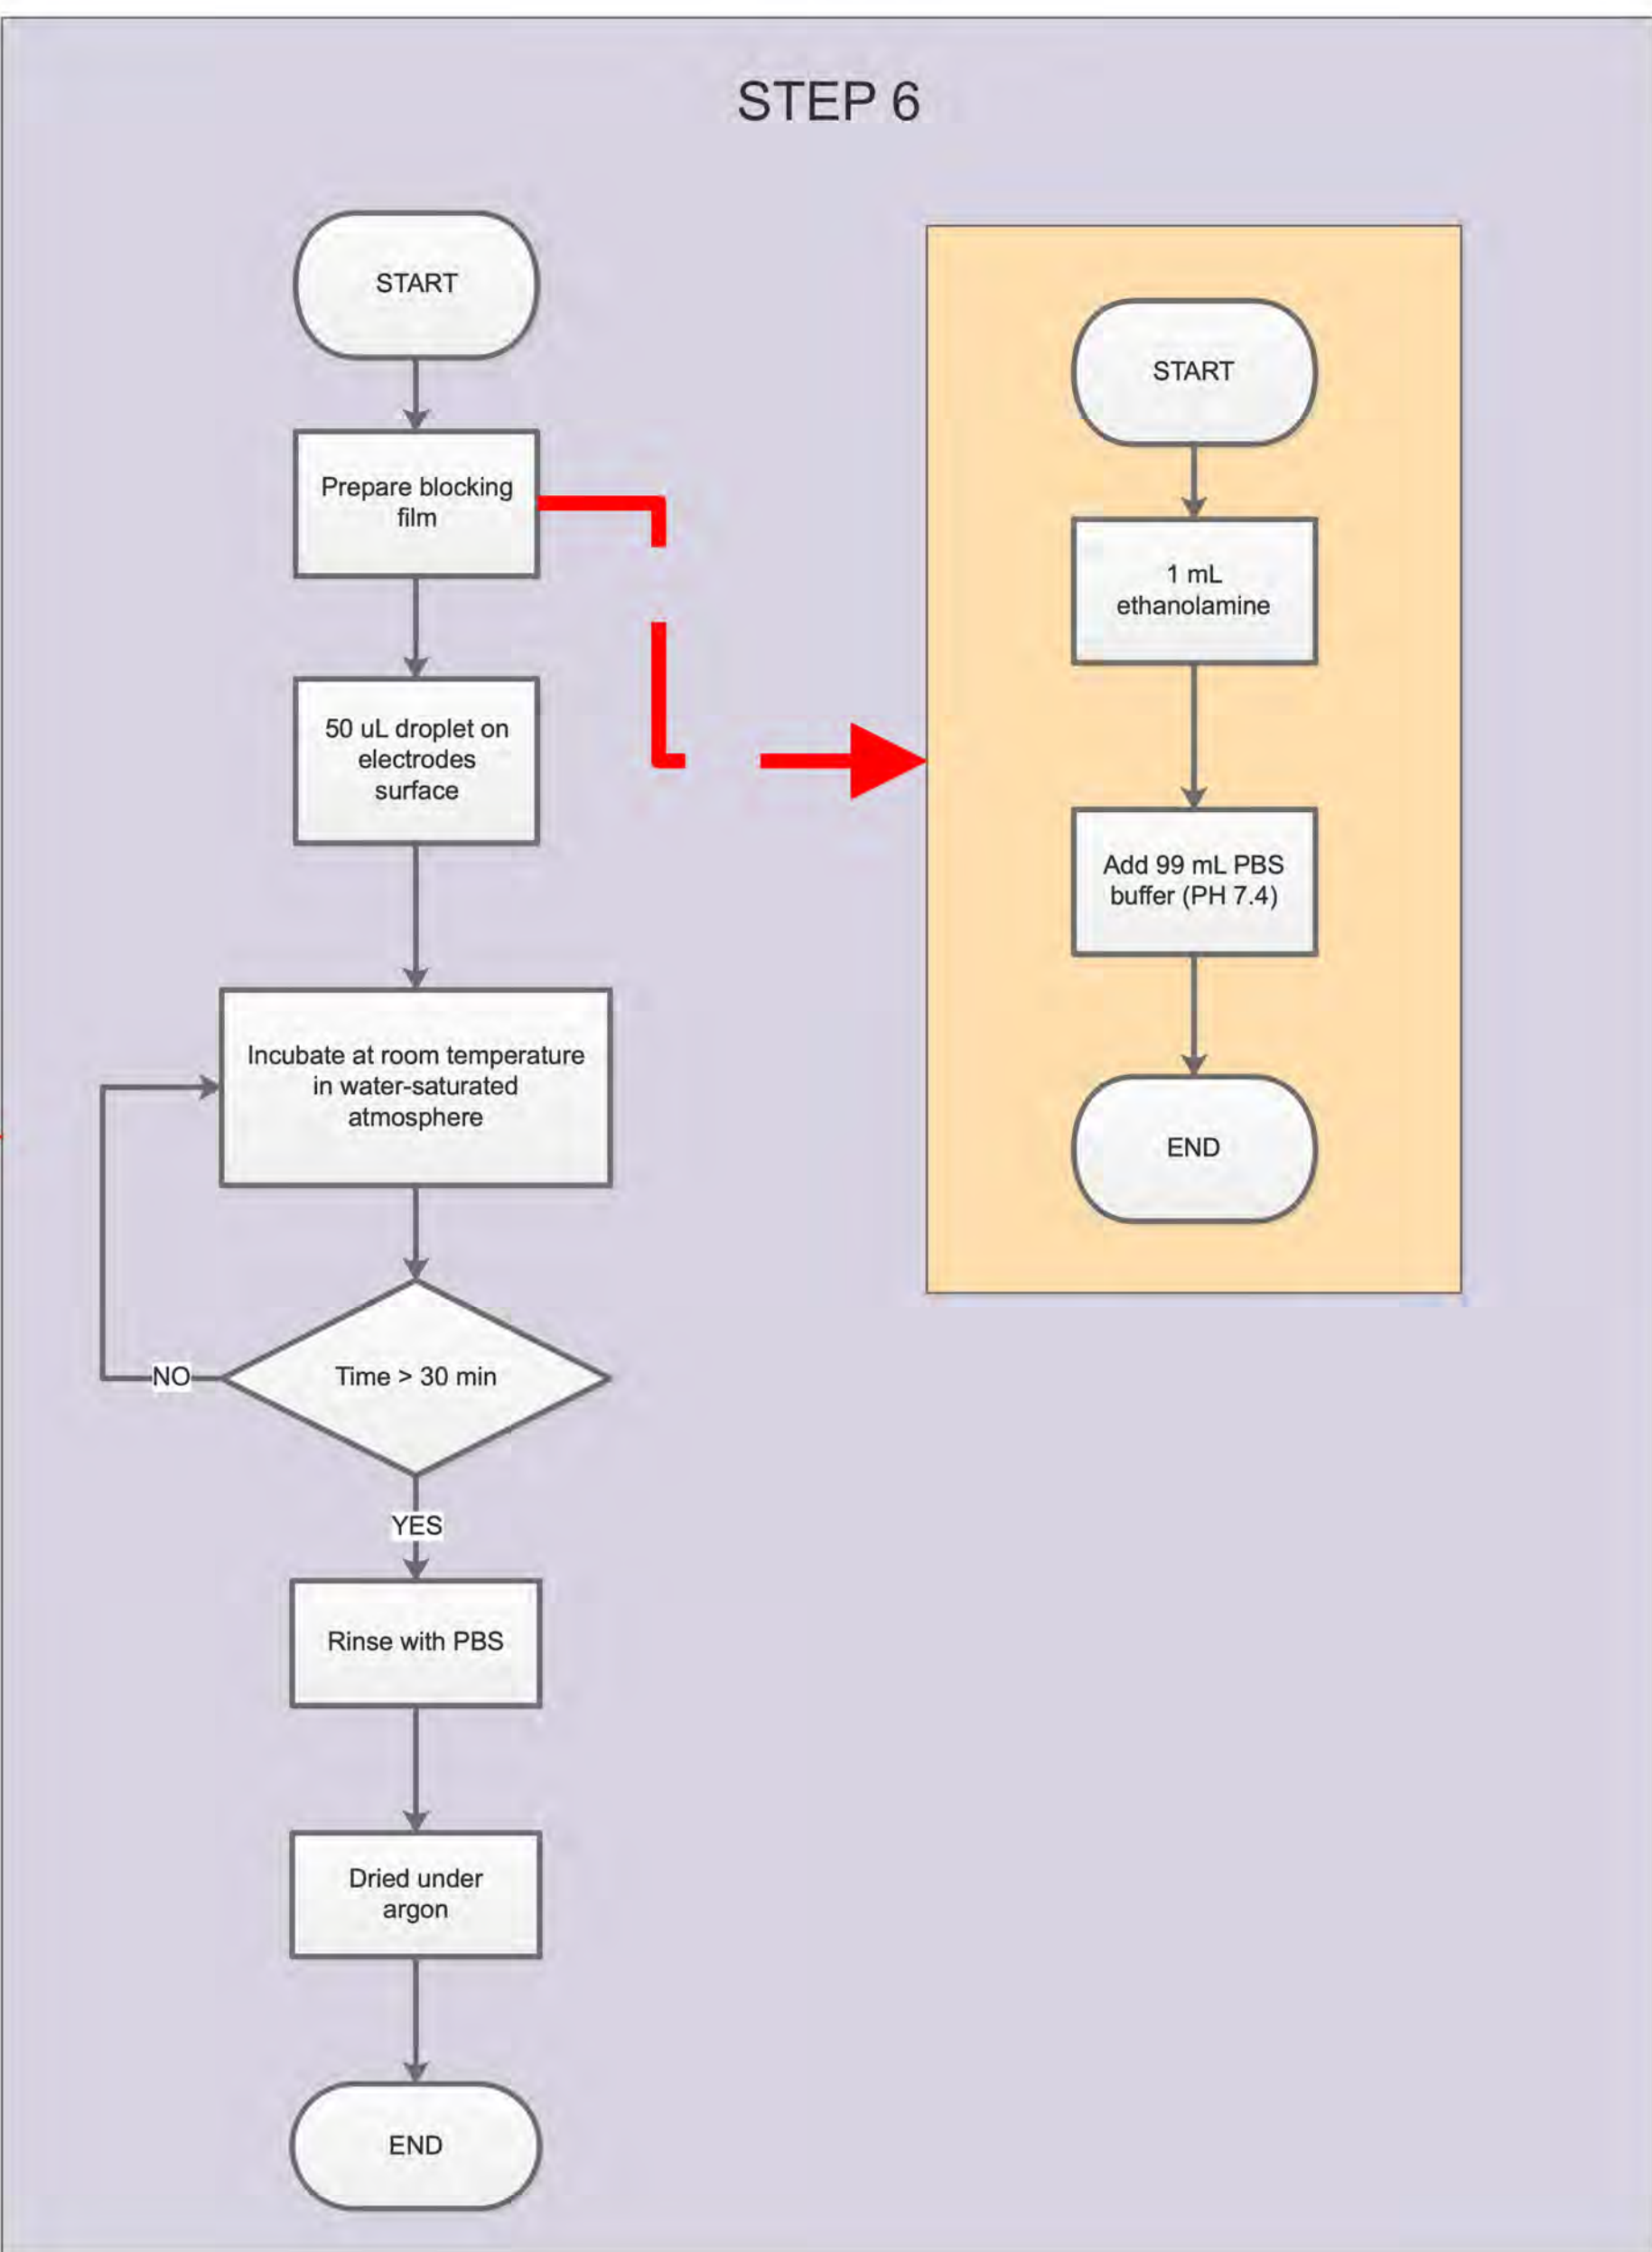 STEP 6
START
Prepare blocking
film
50 uL droplet on
electrodes
surface
Incubate at room temperature
in water-saturated
atmosphere
Time > 30 min
NO
YES
Rinse with PBS
Dried under
argon
END
START
1 mL
ethanolamine
Add 99 mL PBS
buffer (PH 7.4)
END